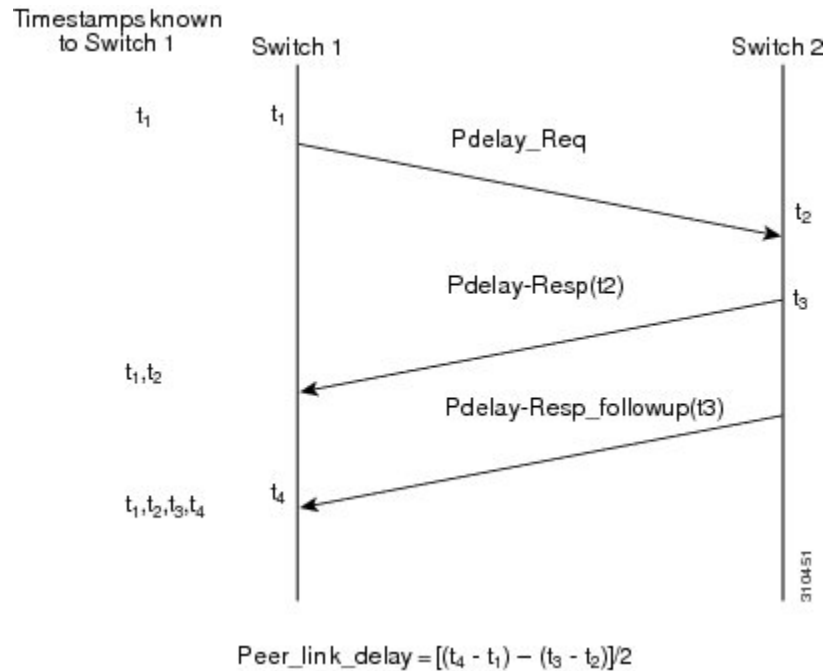 Timestamps known
to Switch 1
Switch 1
Switch 2
t₁
t₁
Pdelay_Req
t₂
Pdelay-Resp(t2)
t₃
t₁,t₂
Pdelay-Resp_followup(t3)
t₁,t₂,t₃,t₄
t₄
310451
Peer_link_delay = [(t₄ - t₁) – (t₃ - t₂)]/2